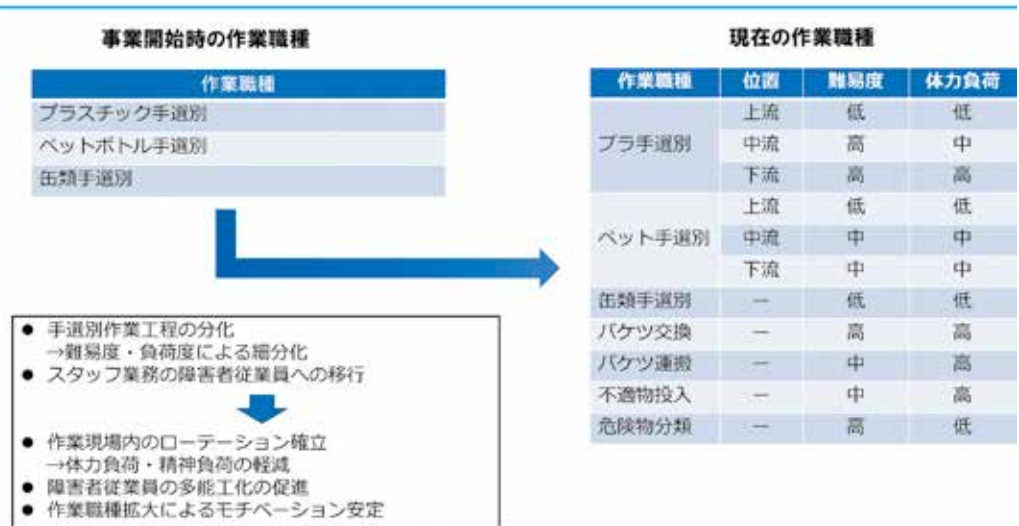 事業開始時の作業職種
作業職種
プラスチック手選別
ペットボトル手選別
缶類手選別
● 手選別作業工程の分化
→難易度・負荷度による細分化
● スタッフ業務の障害者従業員への移行
● 作業現場内のローテーション確立
→体力負荷・精神負荷の軽減
● 障害者従業員の多能工化の促進
● 作業職種拡大によるモチベーション安定
現在の作業職種
作業職種 位置 難易度 体力負荷
プラ手選別 上流 低 低
中流 高 中
下流 高 高
ペット手選別 上流 低 低
中流 中 中
下流 中 中
缶類手選別 — 低 低
バケツ交換 — 高 高
バケツ運搬 — 中 高
不適物投入 — 中 高
危険物分類 — 高 低